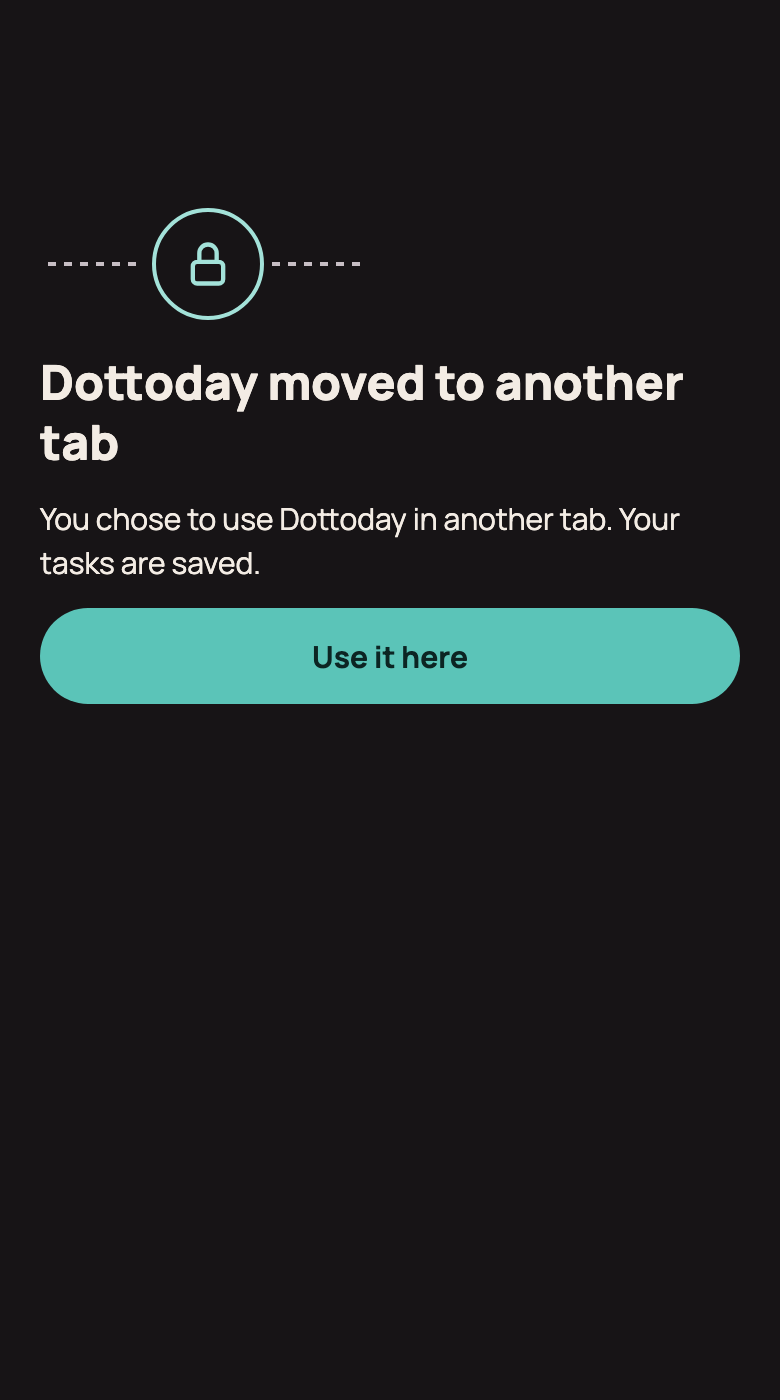 Dottoday moved to another
tab
You chose to use Dottoday in another tab. Your
tasks are saved.
Use it here